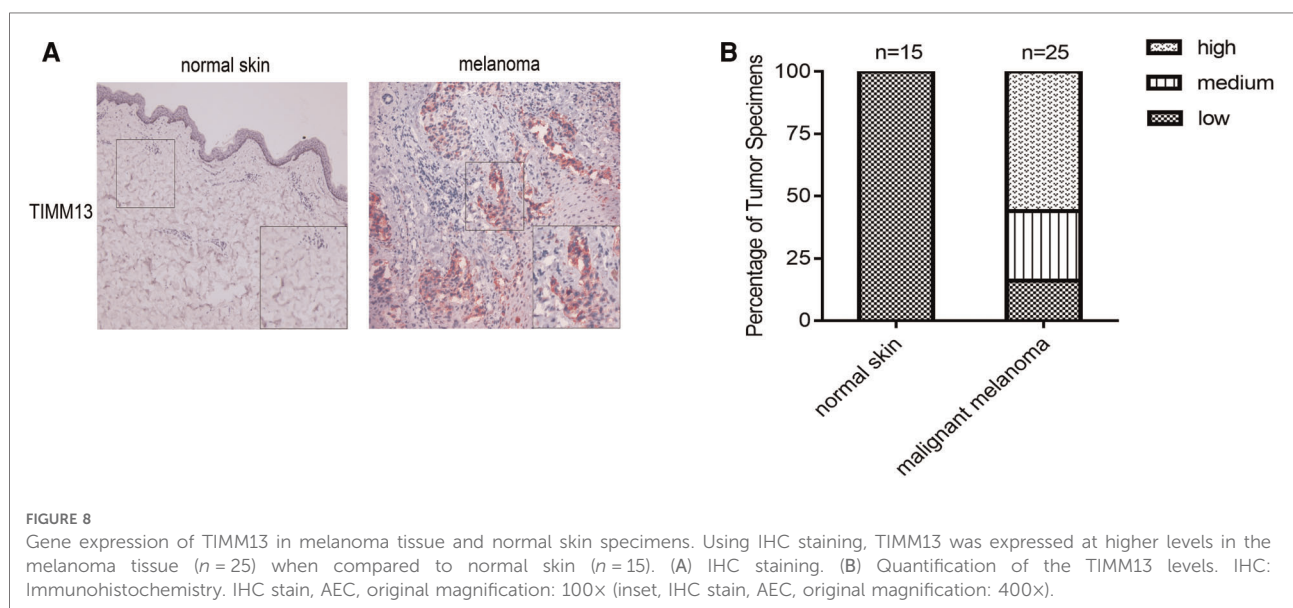 A
normal skin
melanoma
TIMM13
B
n=15
n=25
high
medium
low
Percentage of Tumor Specimens
100
75
50
25
0
normal skin
malignant melanoma
FIGURE 8
Gene expression of TIMM13 in melanoma tissue and normal skin specimens. Using IHC staining, TIMM13 was expressed at higher levels in the
melanoma tissue (n = 25) when compared to normal skin (n = 15). (A) IHC staining. (B) Quantification of the TIMM13 levels. IHC:
Immunohistochemistry. IHC stain, AEC, original magnification: 100× (inset, IHC stain, AEC, original magnification: 400×).